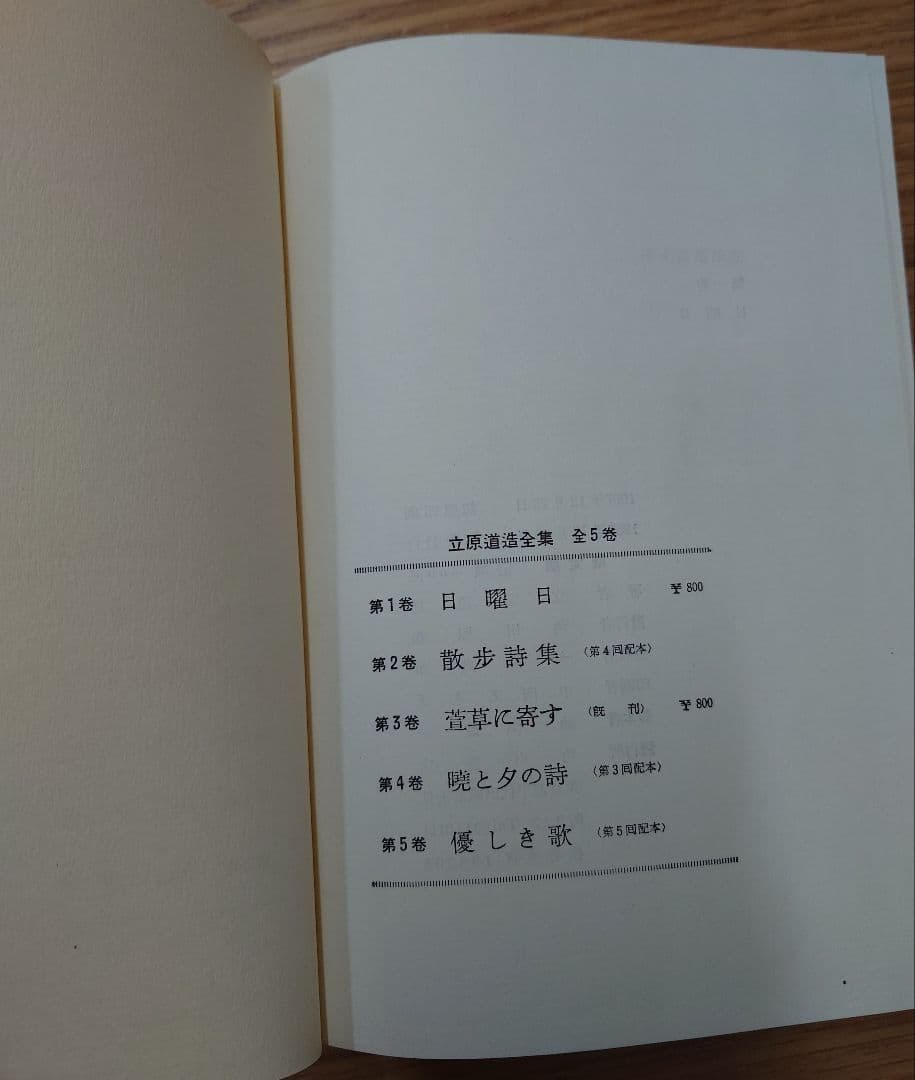 立原道造全集　全5巻
第1巻　日曜日　￥800
第2巻　散步詩集　（第4回配本）
第3巻　萱草に寄す　（既　刊）　￥800
第4巻　曉と夕の詩　（第3回配本）
第5巻　優しき歌　（第5回配本）